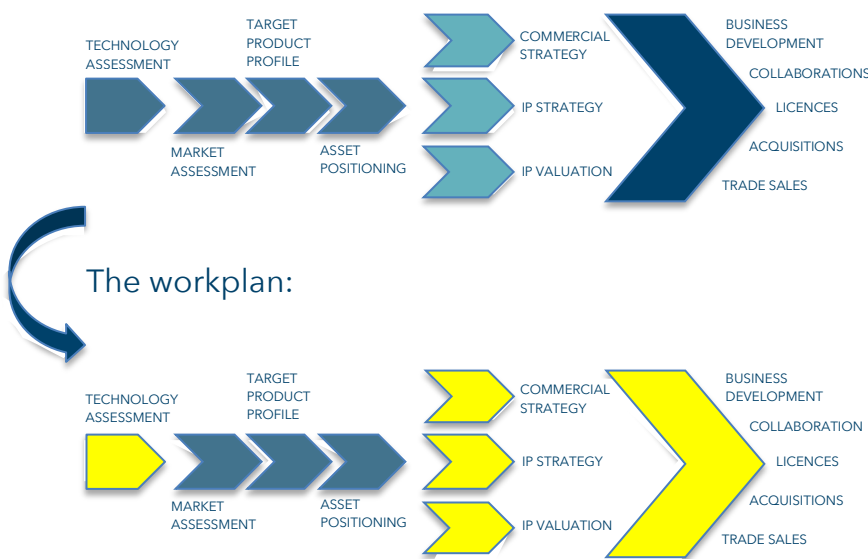 TECHNOLOGY
ASSESSMENT
MARKET
ASSESSMENT
TARGET
PRODUCT
PROFILE
ASSET
POSITIONING
COMMERCIAL
STRATEGY
IP STRATEGY
IP VALUATION
BUSINESS
DEVELOPMENT
COLLABORATIONS
LICENCES
ACQUISITIONS
TRADE SALES
The workplan:
TECHNOLOGY
ASSESSMENT
MARKET
ASSESSMENT
TARGET
PRODUCT
PROFILE
ASSET
POSITIONING
COMMERCIAL
STRATEGY
IP STRATEGY
IP VALUATION
BUSINESS
DEVELOPMENT
COLLABORATION
LICENCES
ACQUISITIONS
TRADE SALES